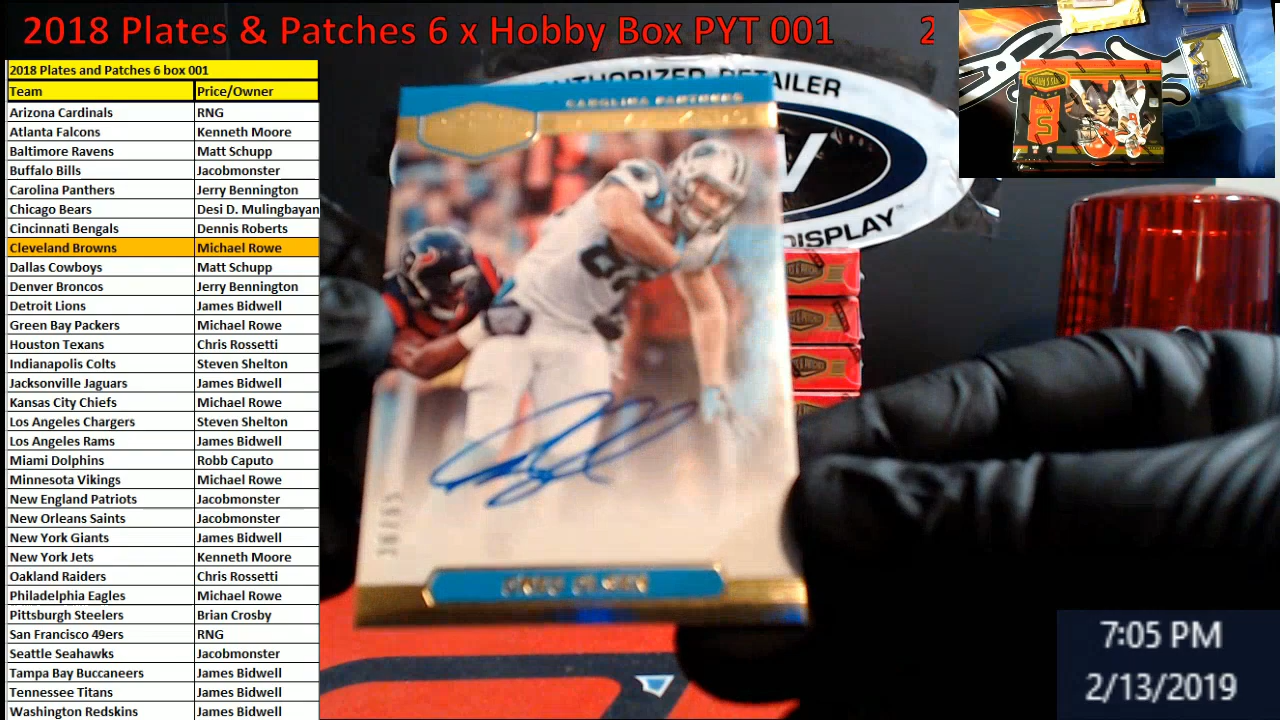 2018 Plates & Patches 6 x Hobby Box PYT 001 2
2018 Plates and Patches 6 box 001
Team Price/Owner
Arizona Cardinals RNG
Atlanta Falcons Kenneth Moore
Baltimore Ravens Matt Schupp
Buffalo Bills Jacobmonster
Carolina Panthers Jerry Bennington
Chicago Bears Desi D. Mulingbayan
Cincinnati Bengals Dennis Roberts
Cleveland Browns Michael Rowe
Dallas Cowboys Matt Schupp
Denver Broncos Jerry Bennington
Detroit Lions James Bidwell
Green Bay Packers Michael Rowe
Houston Texans Chris Rossetti
Indianapolis Colts Steven Shelton
Jacksonville Jaguars James Bidwell
Kansas City Chiefs Michael Rowe
Los Angeles Chargers Steven Shelton
Los Angeles Rams James Bidwell
Miami Dolphins Robb Caputo
Minnesota Vikings Michael Rowe
New England Patriots Jacobmonster
New Orleans Saints Jacobmonster
New York Giants James Bidwell
New York Jets Kenneth Moore
Oakland Raiders Chris Rossetti
Philadelphia Eagles Michael Rowe
Pittsburgh Steelers Brian Crosby
San Francisco 49ers RNG
Seattle Seahawks Jacobmonster
Tampa Bay Buccaneers James Bidwell
Tennessee Titans James Bidwell
Washington Redskins James Bidwell
AUTHORIZED RETAILER
DISPLAY™
CAROLINA PANTHERS
GREG OLSEN
7:05 PM
2/13/2019